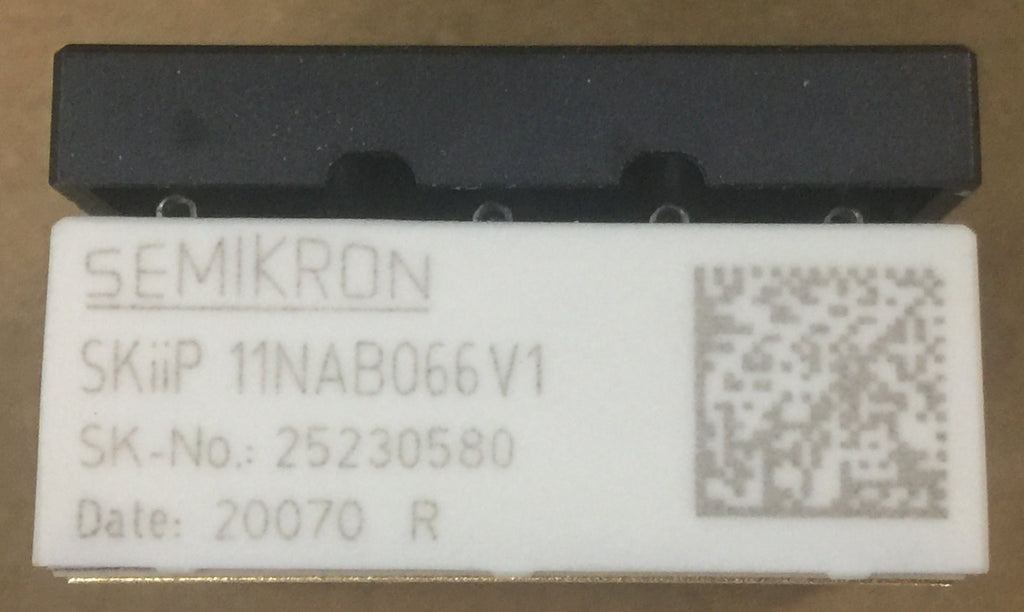 SEMIKRON
SKiiP 11NAB066V1
SK-No.: 25230580
Date: 20070 R